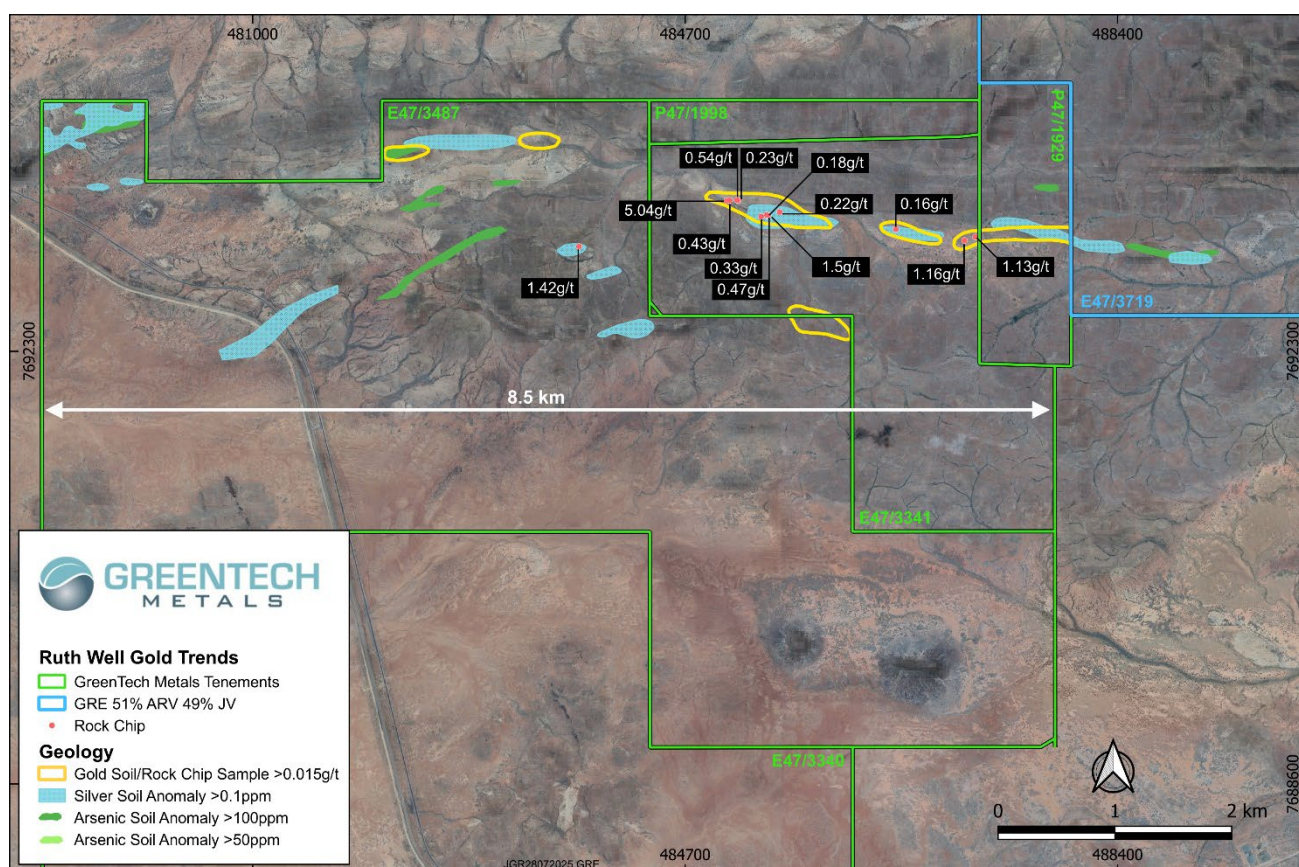 481000
484700
488400
E47/3487
P47/1998
P47/1929
0.54g/t
0.23g/t
0.18g/t
5.04g/t
0.22g/t
0.16g/t
0.43g/t
0.33g/t
1.5g/t
1.16g/t
1.13g/t
1.42g/t
0.47g/t
E47/3719
7692300
7692300
8.5 km
E47/3341
GREENTECH
METALS
Ruth Well Gold Trends
GreenTech Metals Tenements
GRE 51% ARV 49% JV
Rock Chip
Geology
Gold Soil/Rock Chip Sample >0.015g/t
Silver Soil Anomaly >0.1ppm
Arsenic Soil Anomaly >100ppm
Arsenic Soil Anomaly >50ppm
E47/3340
7688600
0 1 2 km
JGR28072025 GRE
484700
488400